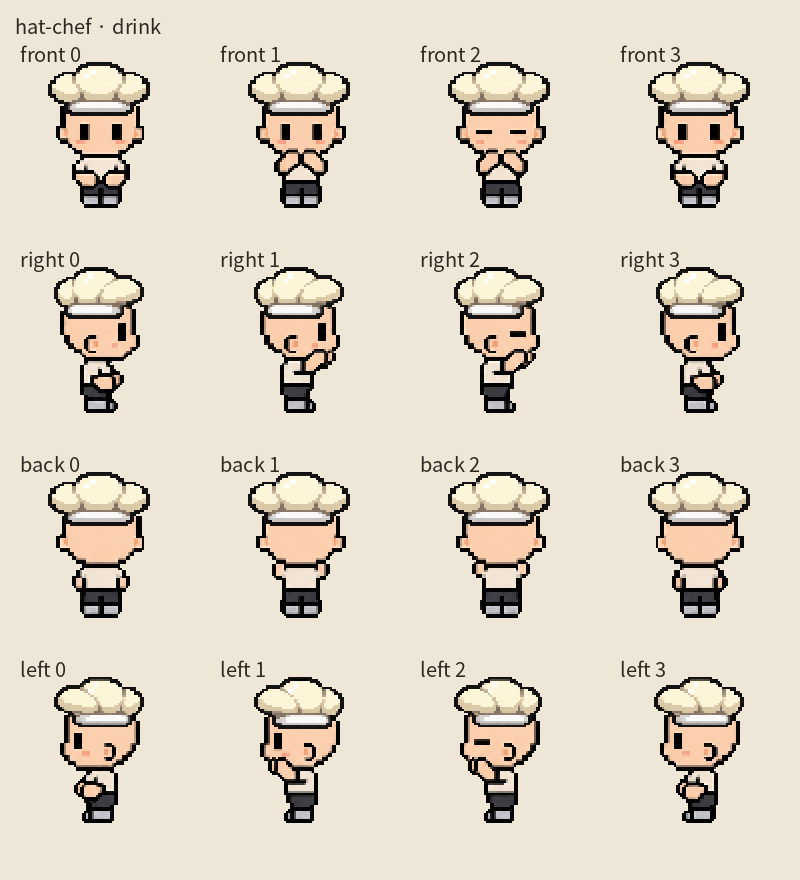 hat-chef · drink
front 0 front 1 front 2 front 3
right 0 right 1 right 2 right 3
back 0 back 1 back 2 back 3
left 0 left 1 left 2 left 3